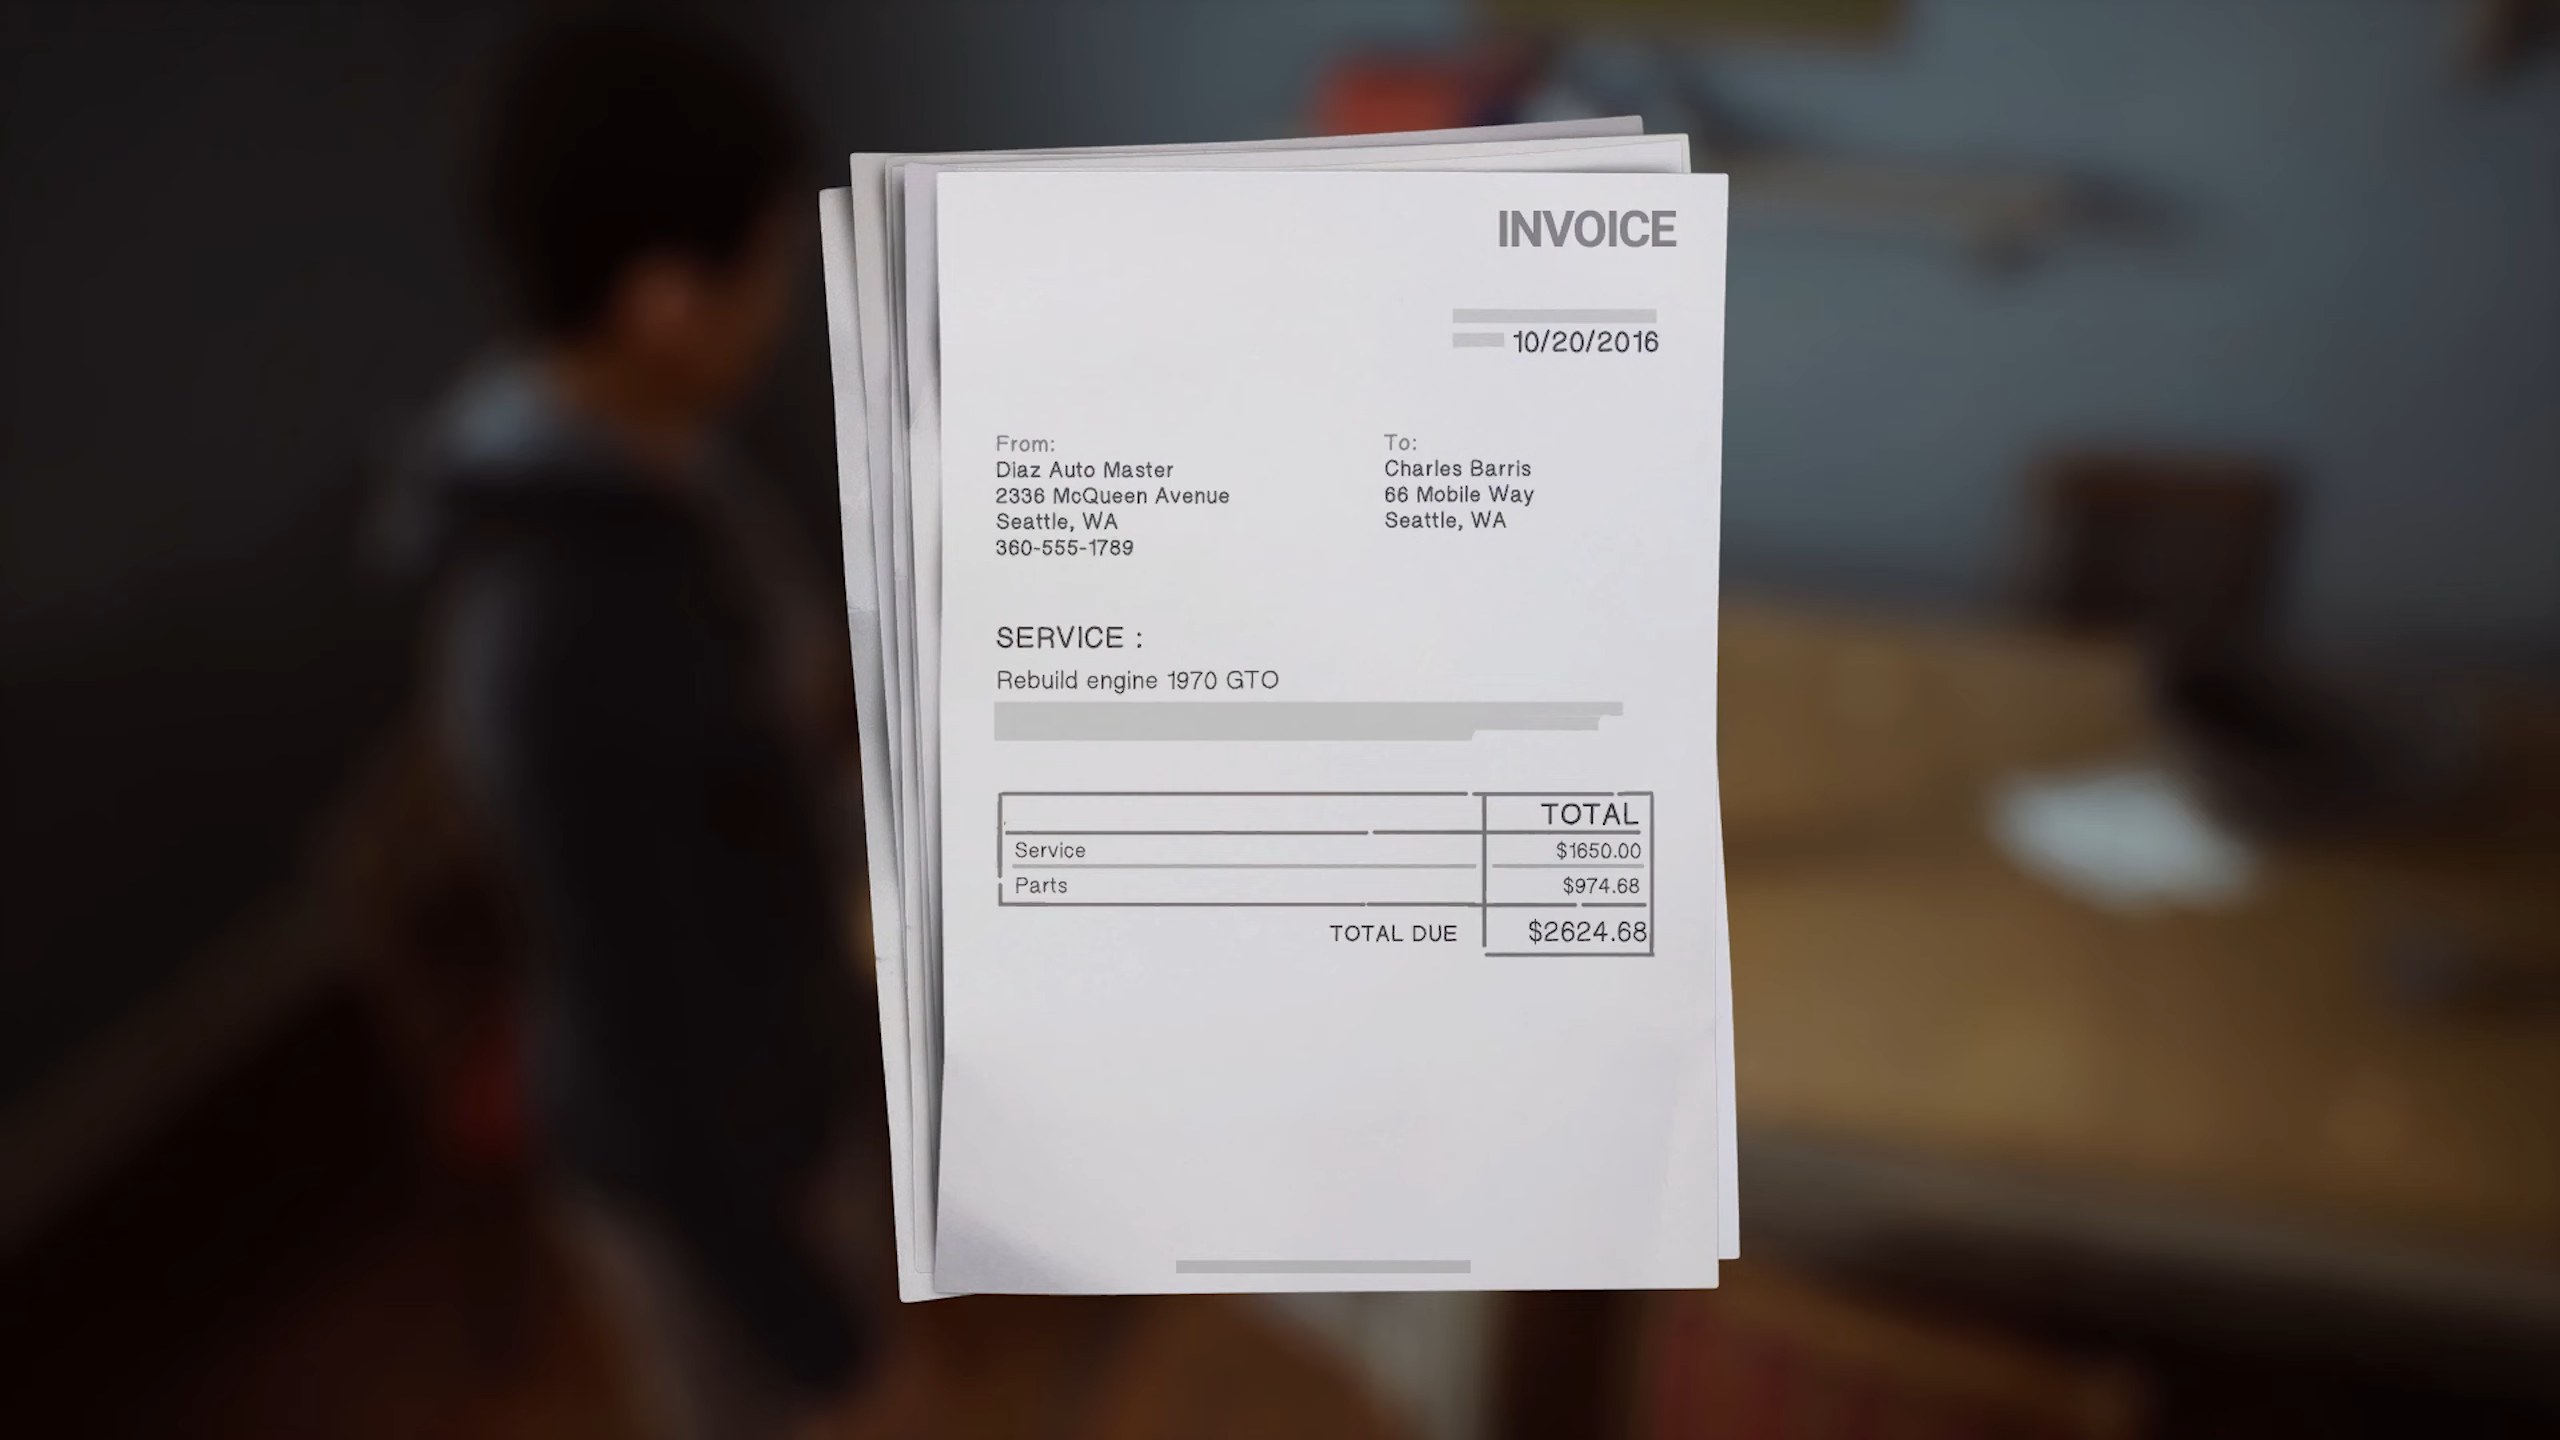 INVOICE
10/20/2016
From:
Diaz Auto Master
2336 McQueen Avenue
Seattle, WA
360-555-1789
To:
Charles Barris
66 Mobile Way
Seattle, WA
SERVICE :
Rebuild engine 1970 GTO
TOTAL
Service $1650.00
Parts $974.68
TOTAL DUE $2624.68